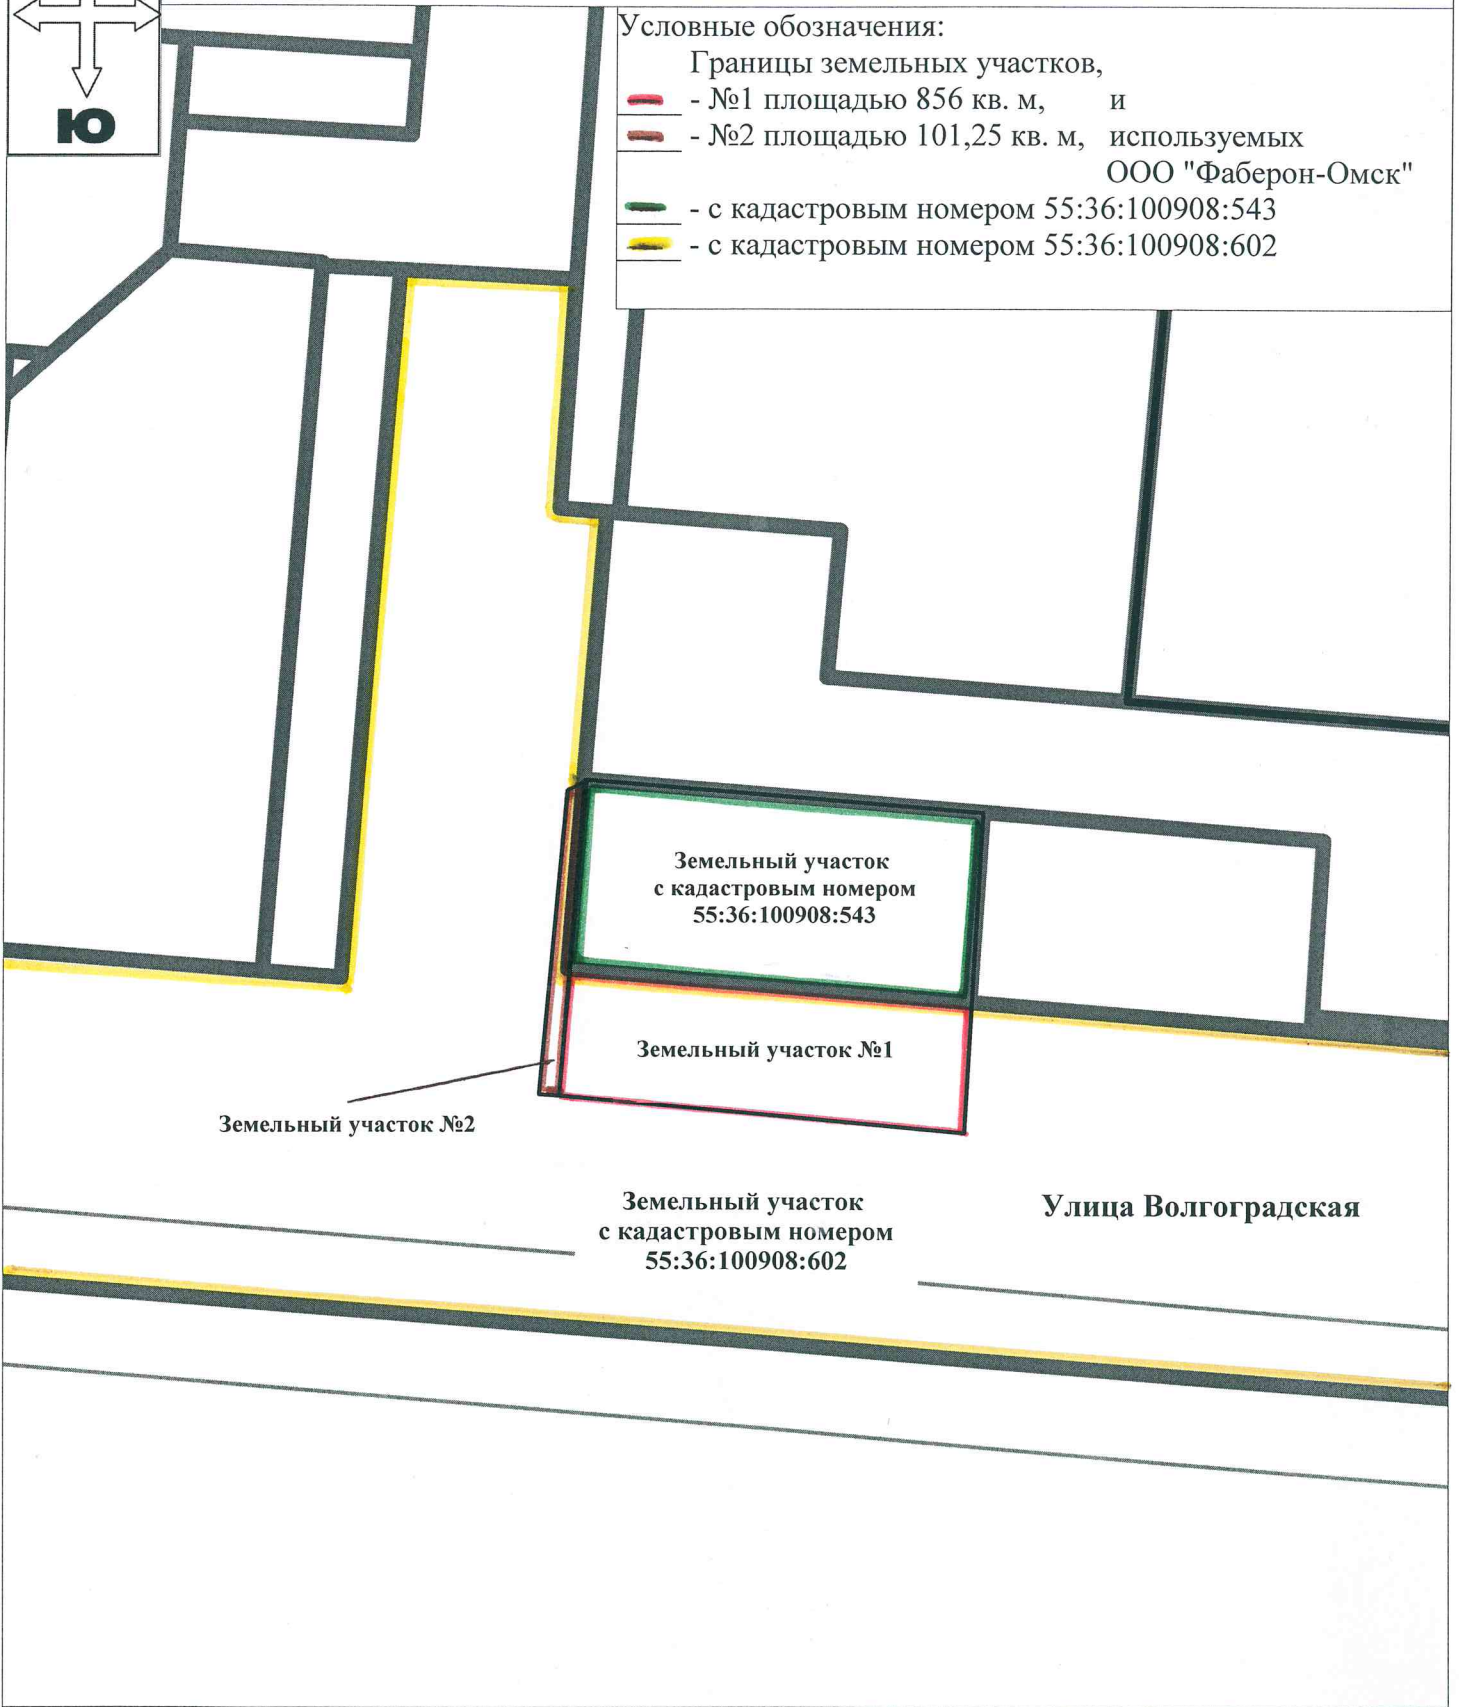 Ю
Условные обозначения:
Границы земельных участков,
- №1 площадью 856 кв. м, и
- №2 площадью 101,25 кв. м, используемых
ООО "Фаберон-Омск"
- с кадастровым номером 55:36:100908:543
- с кадастровым номером 55:36:100908:602
Земельный участок
с кадастровым номером
55:36:100908:543
Земельный участок №1
Земельный участок №2
Земельный участок
с кадастровым номером
55:36:100908:602
Улица Волгоградская